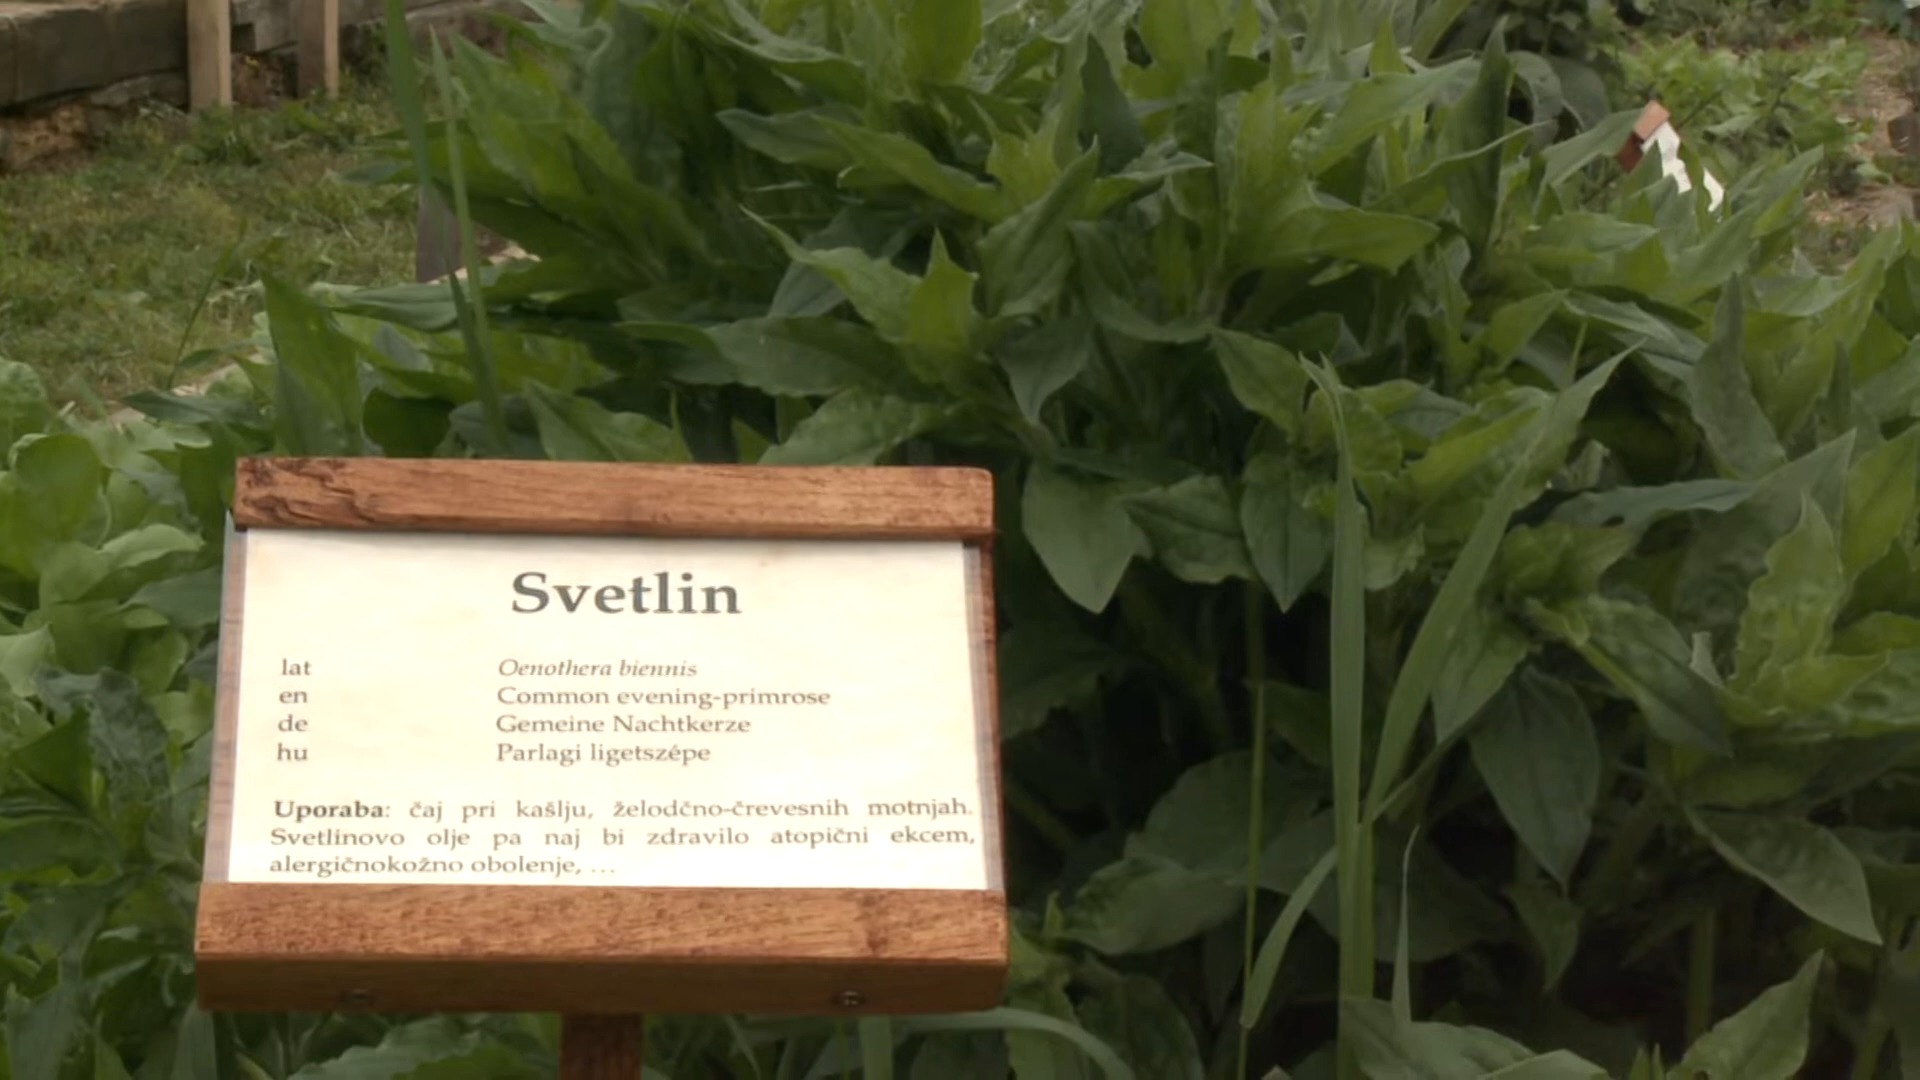 Svetlin
lat Oenothera biennis
en Common evening-primrose
de Gemeine Nachtkerze
hu Parlagi ligetszépe
Uporaba: čaj pri kašlju, želodčno-črevesnih motnjah.
Svetlinovo olje pa naj bi zdravilo atopični ekcem,
alergičnokožno obolenje, ...